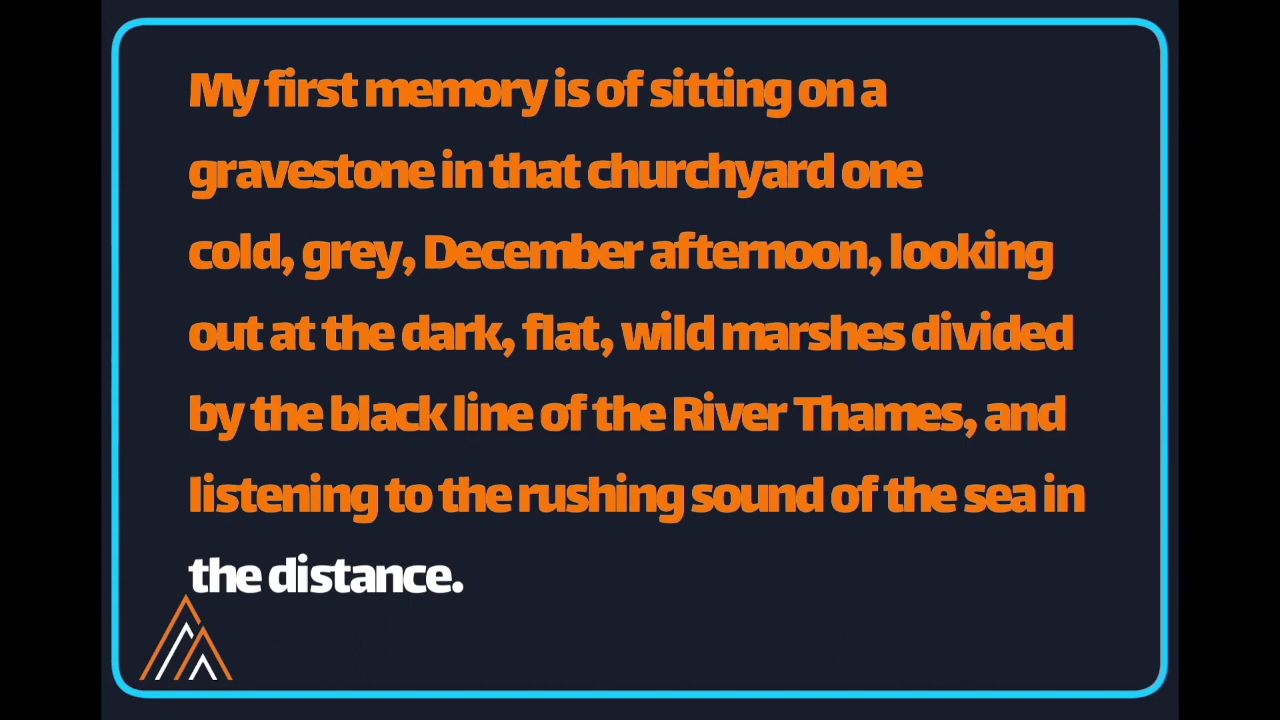 My first memory is of sitting on a
gravestone in that churchyard one
cold, grey, December afternoon, looking
out at the dark, flat, wild marshes divided
by the black line of the River Thames, and
listening to the rushing sound of the sea in
the distance.